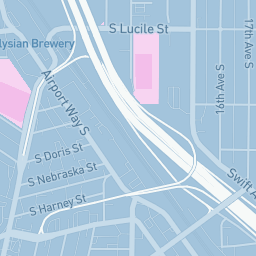 S Lucile St
lysian Brewery
17th Ave S
16th Ave S
Airport Way S
S Doris St
S Nebraska St
S Harney St
Swift A